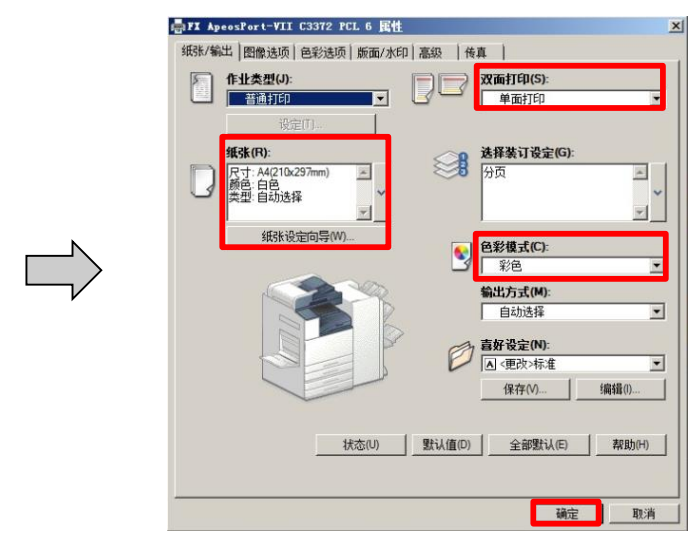 FX ApeosPort-VII C3372 PCL 6 属性
纸张/输出 图像选项 色彩选项 版面/水印 高级 传真
作业类型(J):
普通打印
设定(T)...
纸张(R):
尺寸: A4(210x297mm)
颜色: 白色
类型: 自动选择
纸张设定向导(W)...
双面打印(S):
单面打印
选择装订设定(G):
分页
色彩模式(C):
彩色
输出方式(M):
自动选择
喜好设定(N):
A <更改>标准
保存(V)... 编辑(I)...
状态(U) 默认值(D) 全部默认(E) 帮助(H)
确定 取消